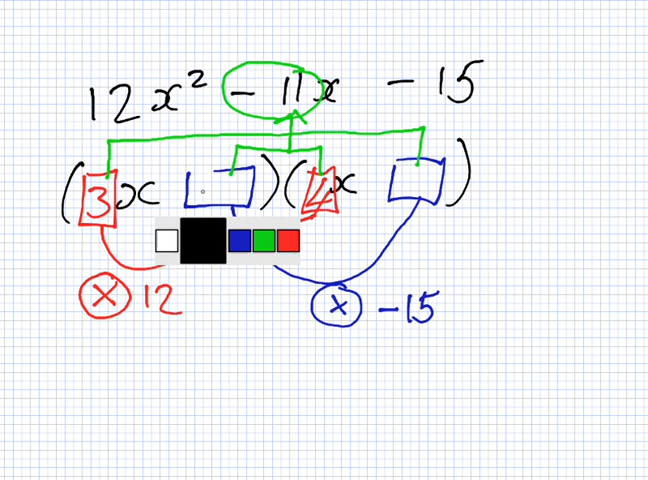 12x² - 11x - 15
(3x )(4x )
x 12 x -15